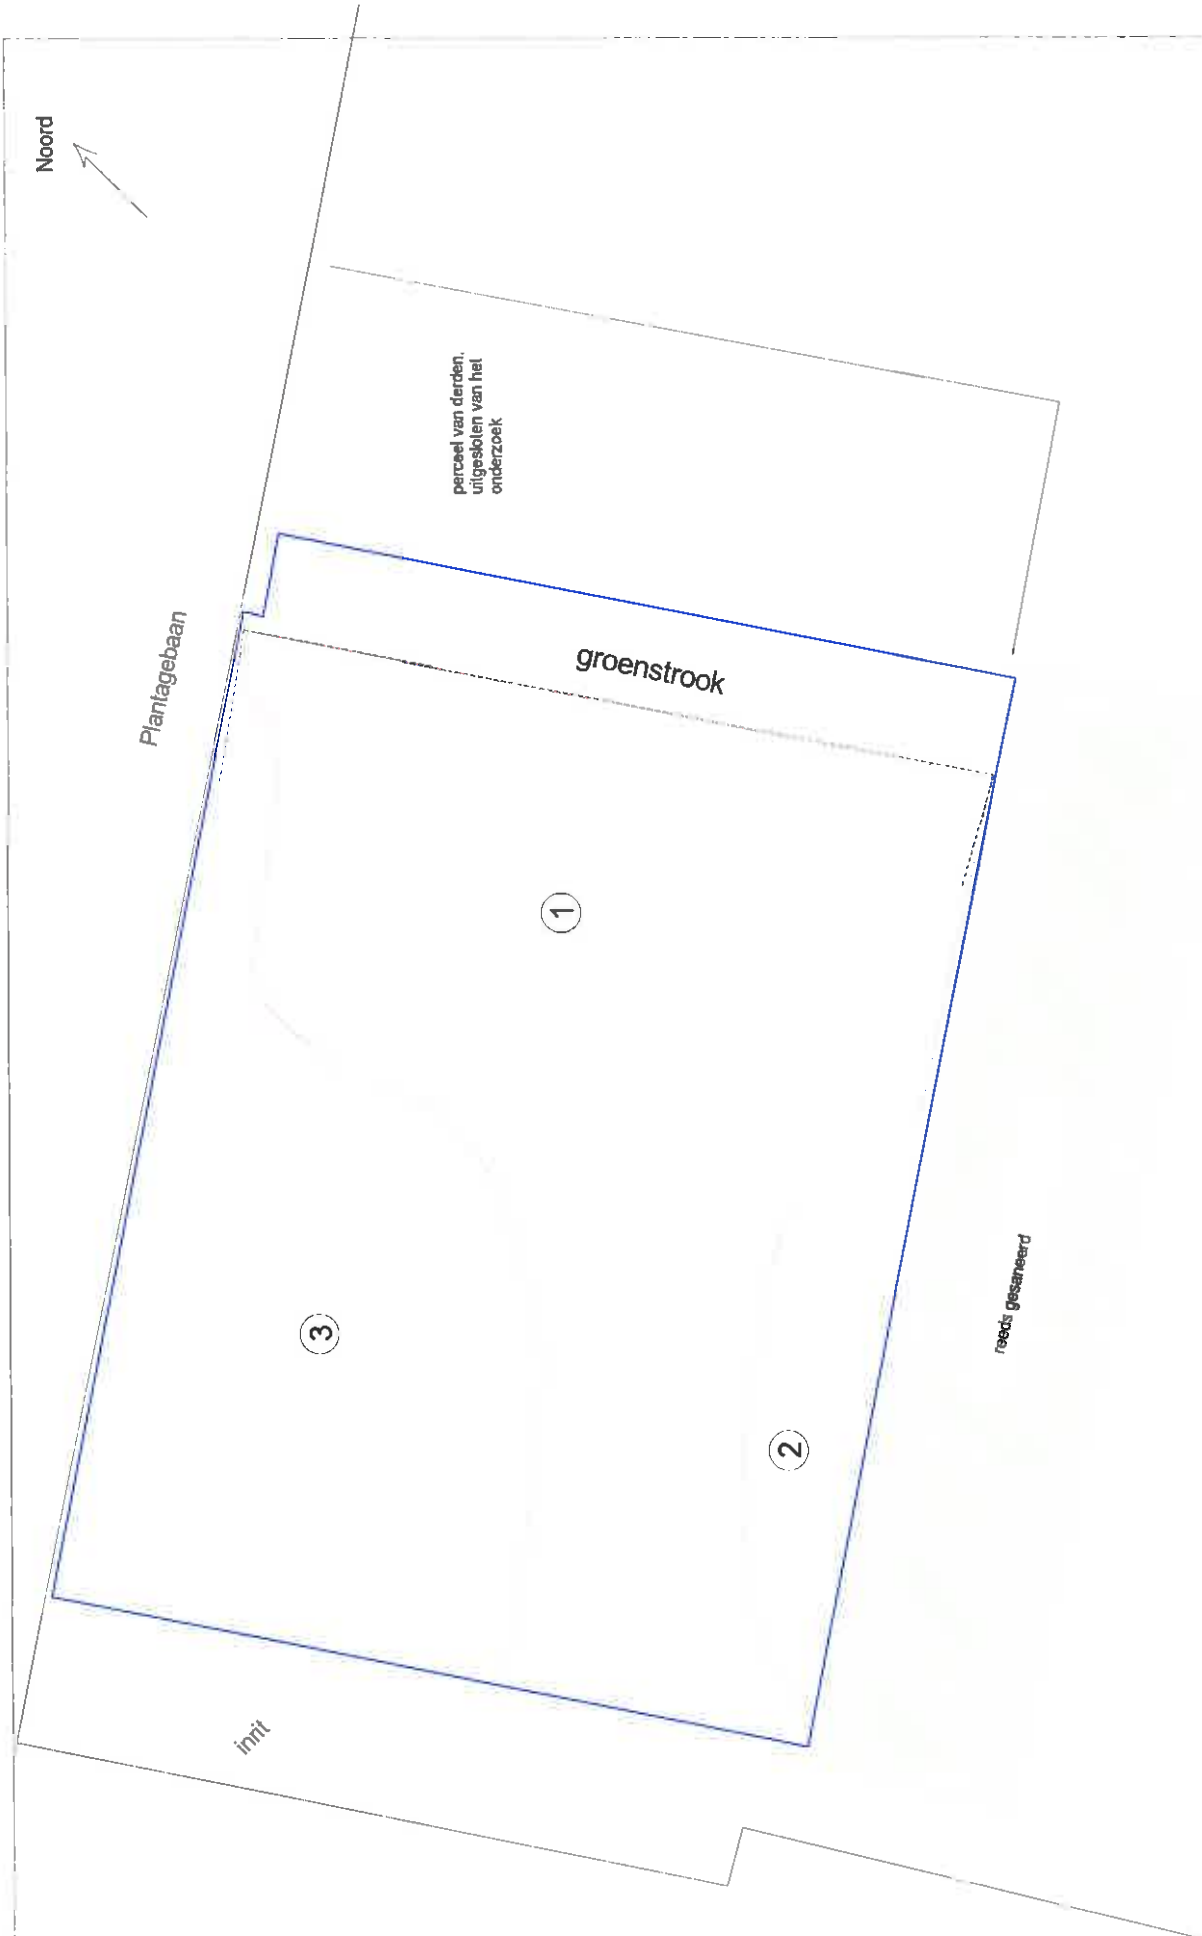 Noord
perceel van derden.
uitgesloten van het
onderzoek
Plantagebaan
groenstrook
1
3
2
reeds gesaneerd
inrit